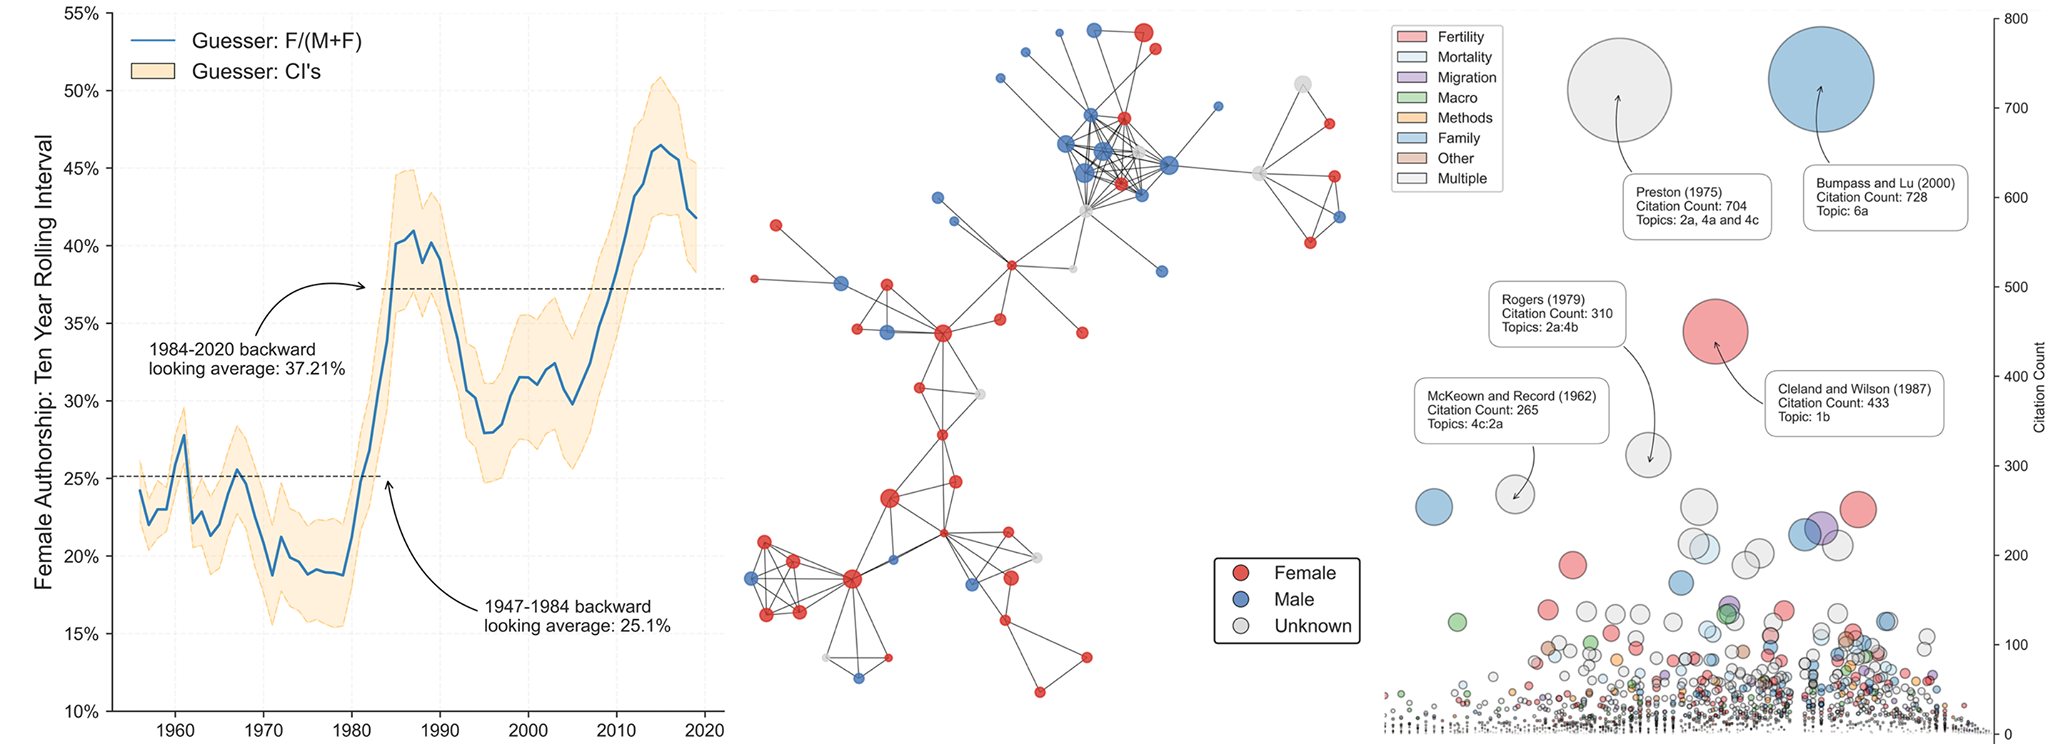 Female Authorship: Ten Year Rolling Interval
55%
50%
45%
40%
35%
30%
25%
20%
15%
10%
Guesser: F/(M+F)
Guesser: CI's
1984-2020 backward
looking average: 37.21%
1947-1984 backward
looking average: 25.1%
1960
1970
1980
1990
2000
2010
2020
Female
Male
Unknown
Fertility
Mortality
Migration
Macro
Methods
Family
Other
Multiple
Preston (1975)
Citation Count: 704
Topics: 2a, 4a and 4c
Bumpass and Lu (2000)
Citation Count: 728
Topic: 6a
Rogers (1979)
Citation Count: 310
Topics: 2a:4b
McKeown and Record (1962)
Citation Count: 265
Topics: 4c:2a
Cleland and Wilson (1987)
Citation Count: 433
Topic: 1b
800
700
600
500
400
300
200
100
0
Citation Count